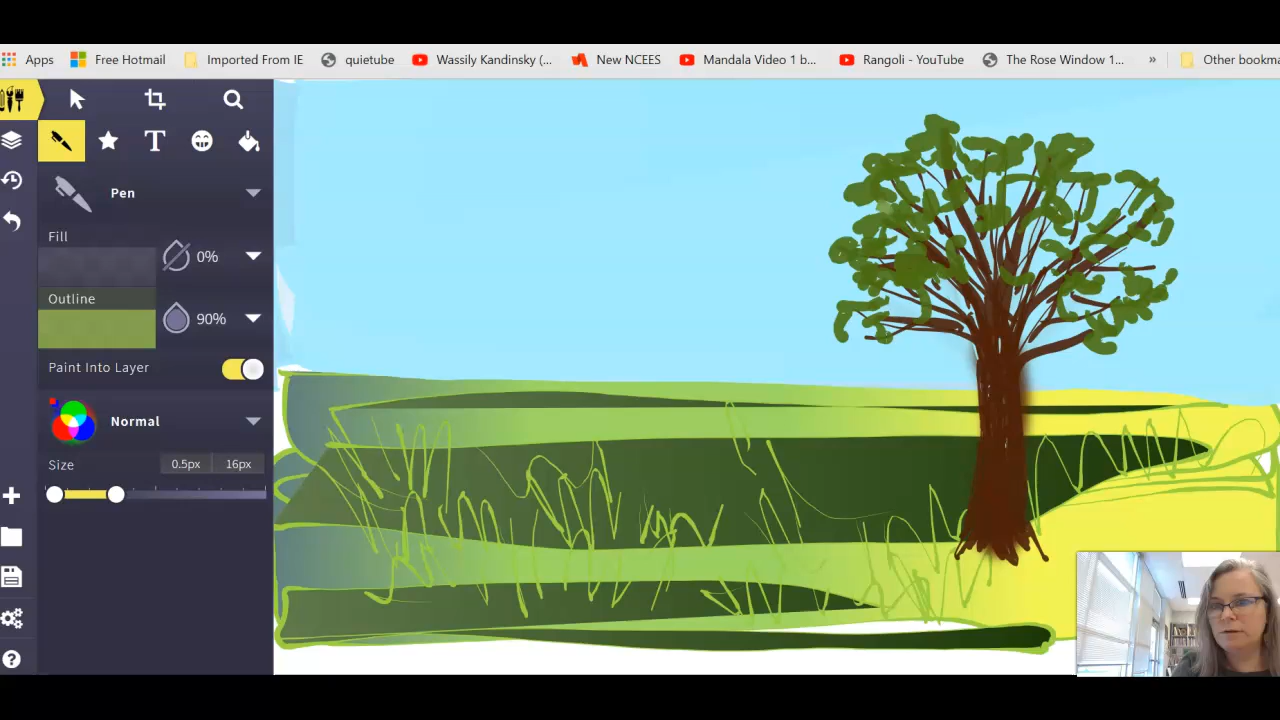 Apps Free Hotmail Imported From IE quietube Wassily Kandinsky (... New NCEES Mandala Video 1 b... Rangoli - YouTube The Rose Window 1... » Other bookma
T
Pen
Fill
0%
Outline
90%
Paint Into Layer
Normal
Size 0.5px 16px
?